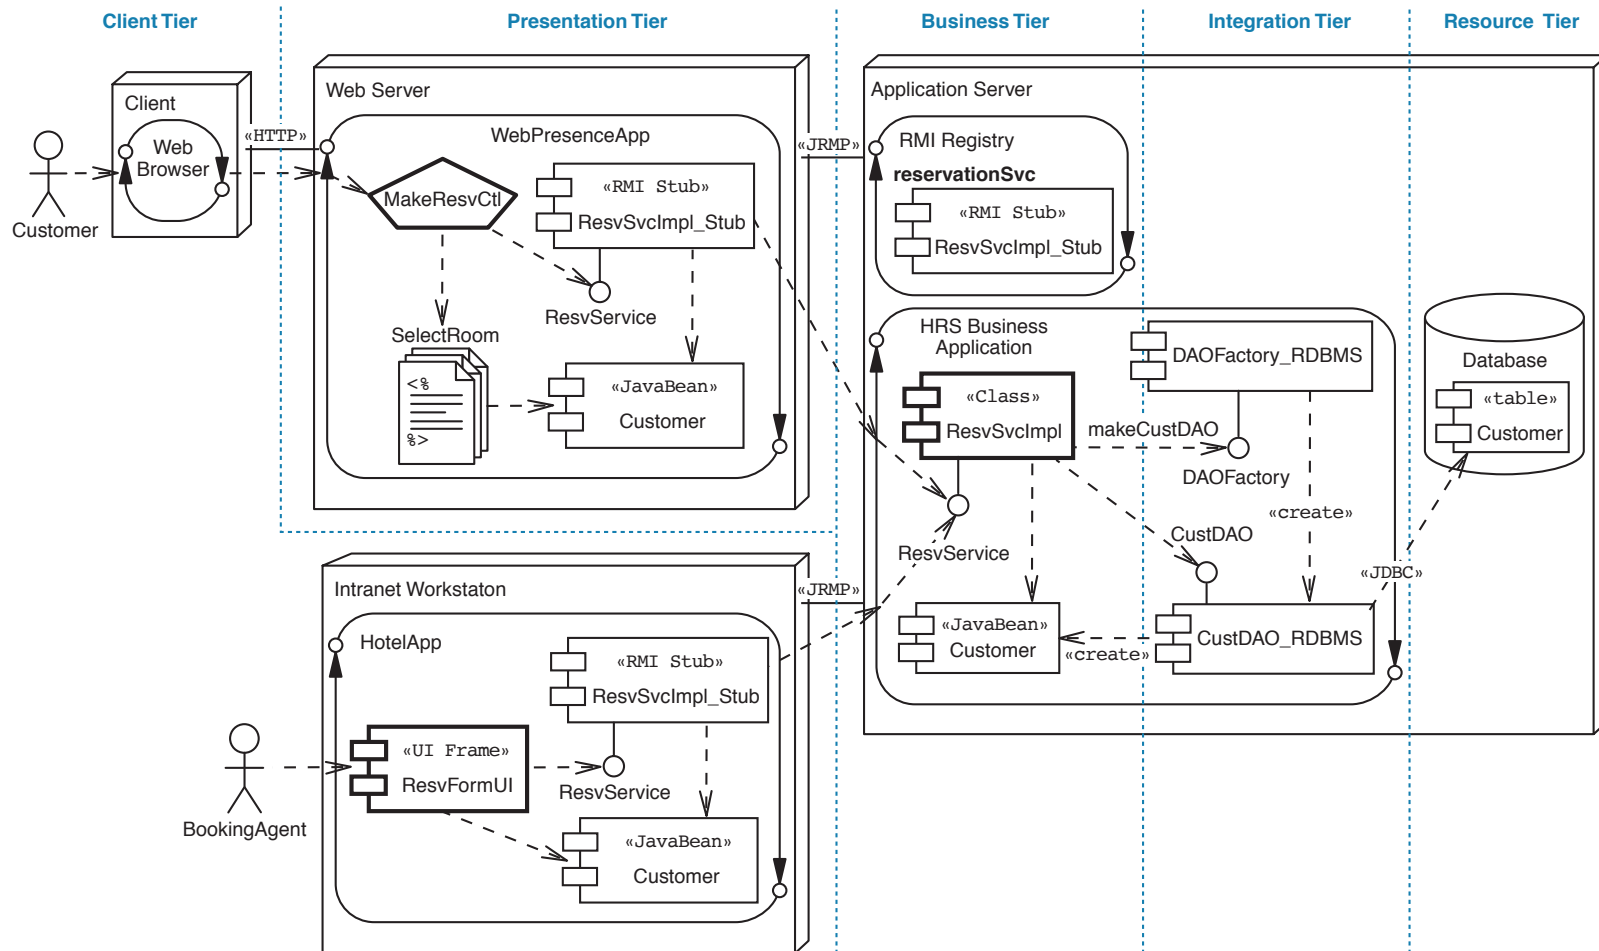 Client Tier
Presentation Tier
Business Tier
Integration Tier
Resource Tier
Client
Web
Browser
Customer
«HTTP»
Web Server
WebPresenceApp
MakeResvCtl
«RMI Stub»
ResvSvcImpl_Stub
ResvService
SelectRoom
<%
%>
«JavaBean»
Customer
«JRMP»
Application Server
RMI Registry
reservationSvc
«RMI Stub»
ResvSvcImpl_Stub
HRS Business
Application
«Class»
ResvSvcImpl
ResvService
makeCustDAO
DAOFactory_RDBMS
DAOFactory
«create»
CustDAO
«JavaBean»
Customer
«create»
CustDAO_RDBMS
«JDBC»
Database
«table»
Customer
Intranet Workstaton
«JRMP»
HotelApp
«RMI Stub»
ResvSvcImpl_Stub
«UI Frame»
ResvFormUI
ResvService
BookingAgent
«JavaBean»
Customer